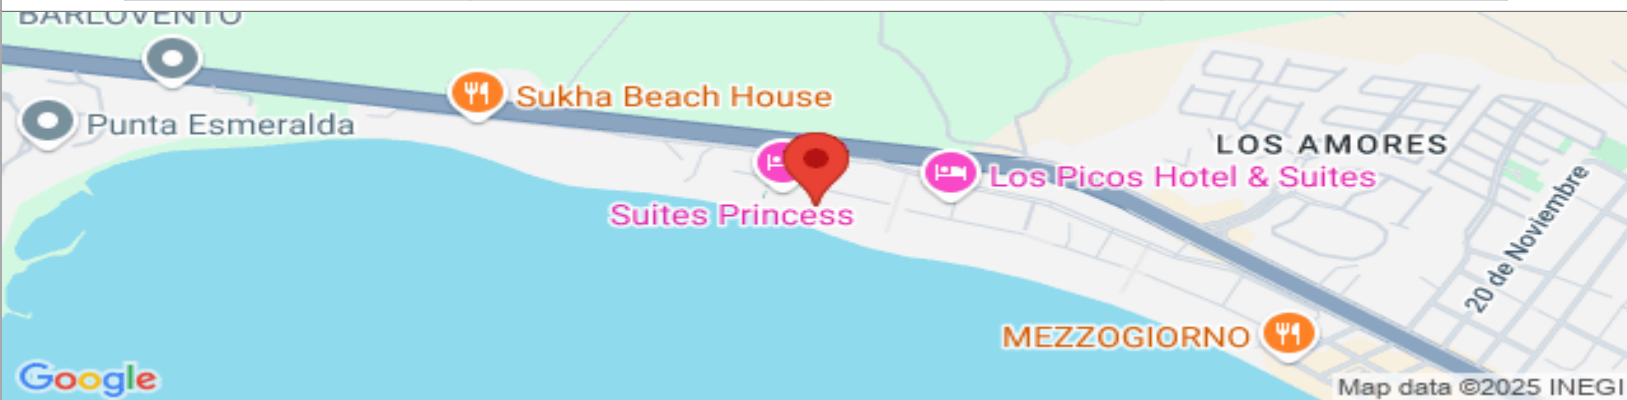 BARLOVENTO
Sukha Beach House
Punta Esmeralda
LOS AMORES
Los Picos Hotel & Suites
Suites Princess
20 de Noviembre
MEZZOGIORNO
Google
Map data ©2025 INEGI